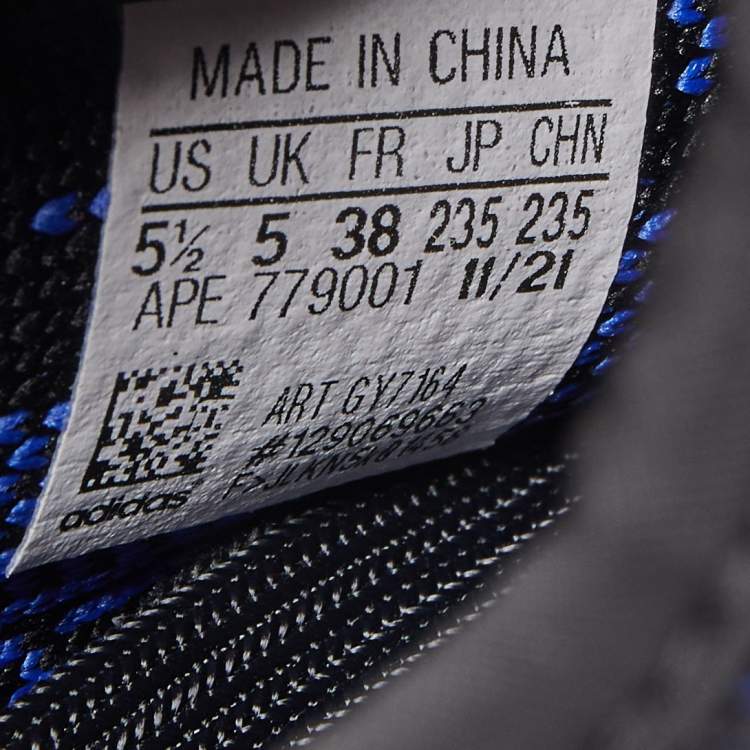 MADE IN CHINA
US UK FR JP CHN
5½ 5 38 235 235
APE 779001 11/21
ART GY7164
#129069663
adidas